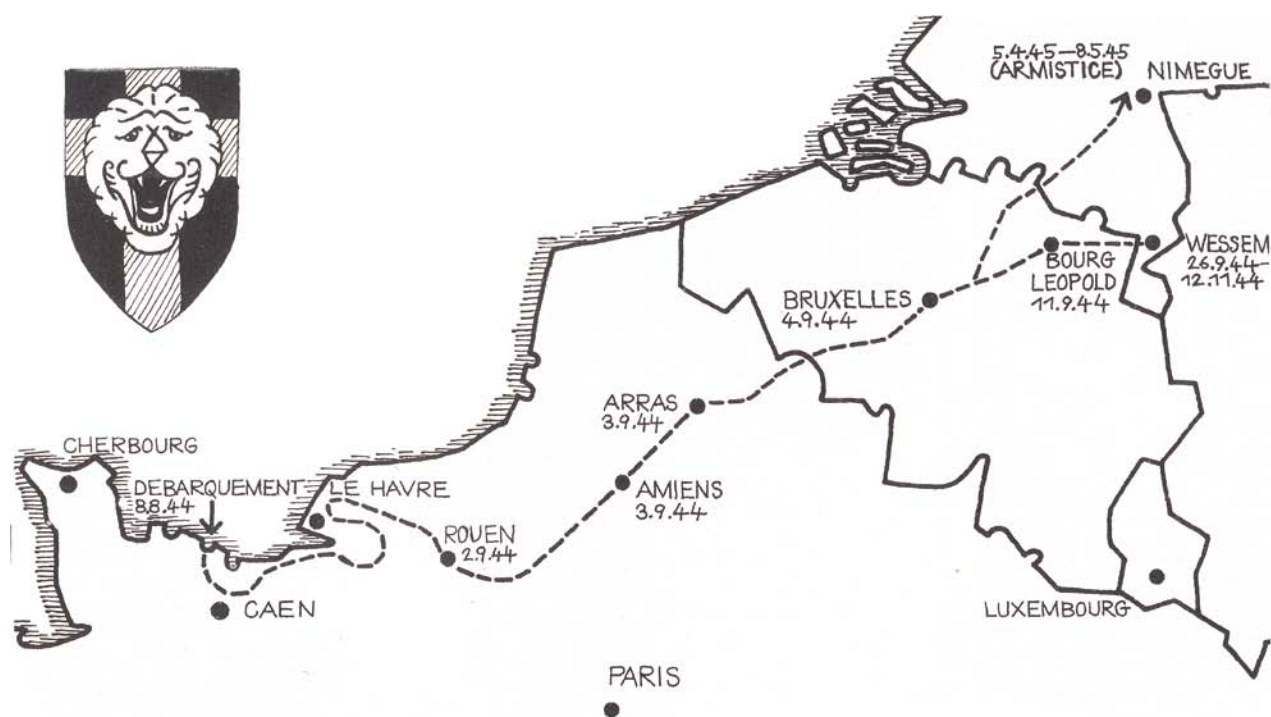 5.4.45–8.5.45
(ARMISTICE)
NIMEGUE
WESSEM
26.9.44–
12.11.44
BOURG
LEOPOLD
11.9.44
BRUXELLES
4.9.44
ARRAS
3.9.44
AMIENS
3.9.44
CHERBOURG
DEBARQUEMENT
8.8.44
LE HAVRE
ROUEN
2.9.44
CAEN
LUXEMBOURG
PARIS